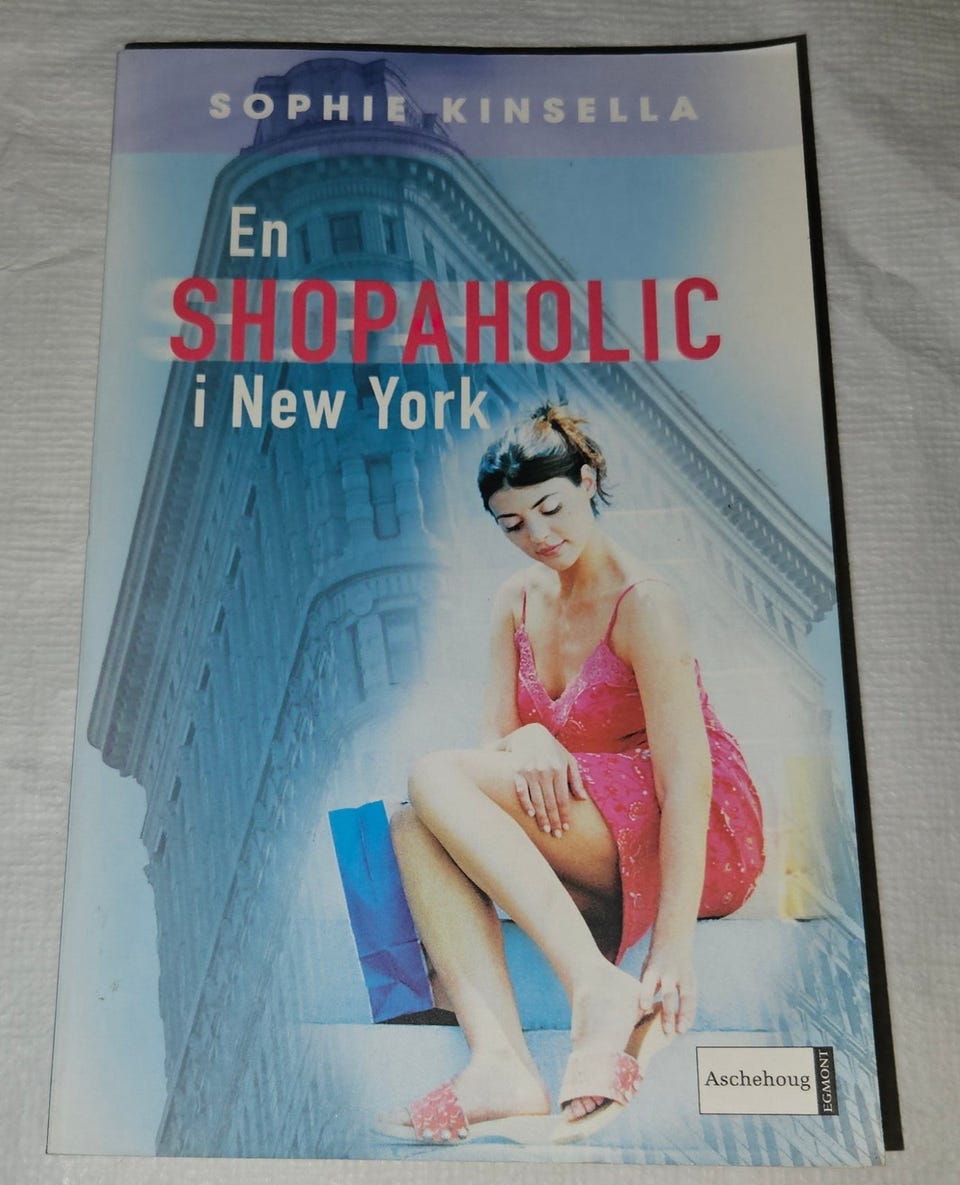 SOPHIE KINSELLA
En
SHOPAHOLIC
i New York
Aschehoug
EGMONT